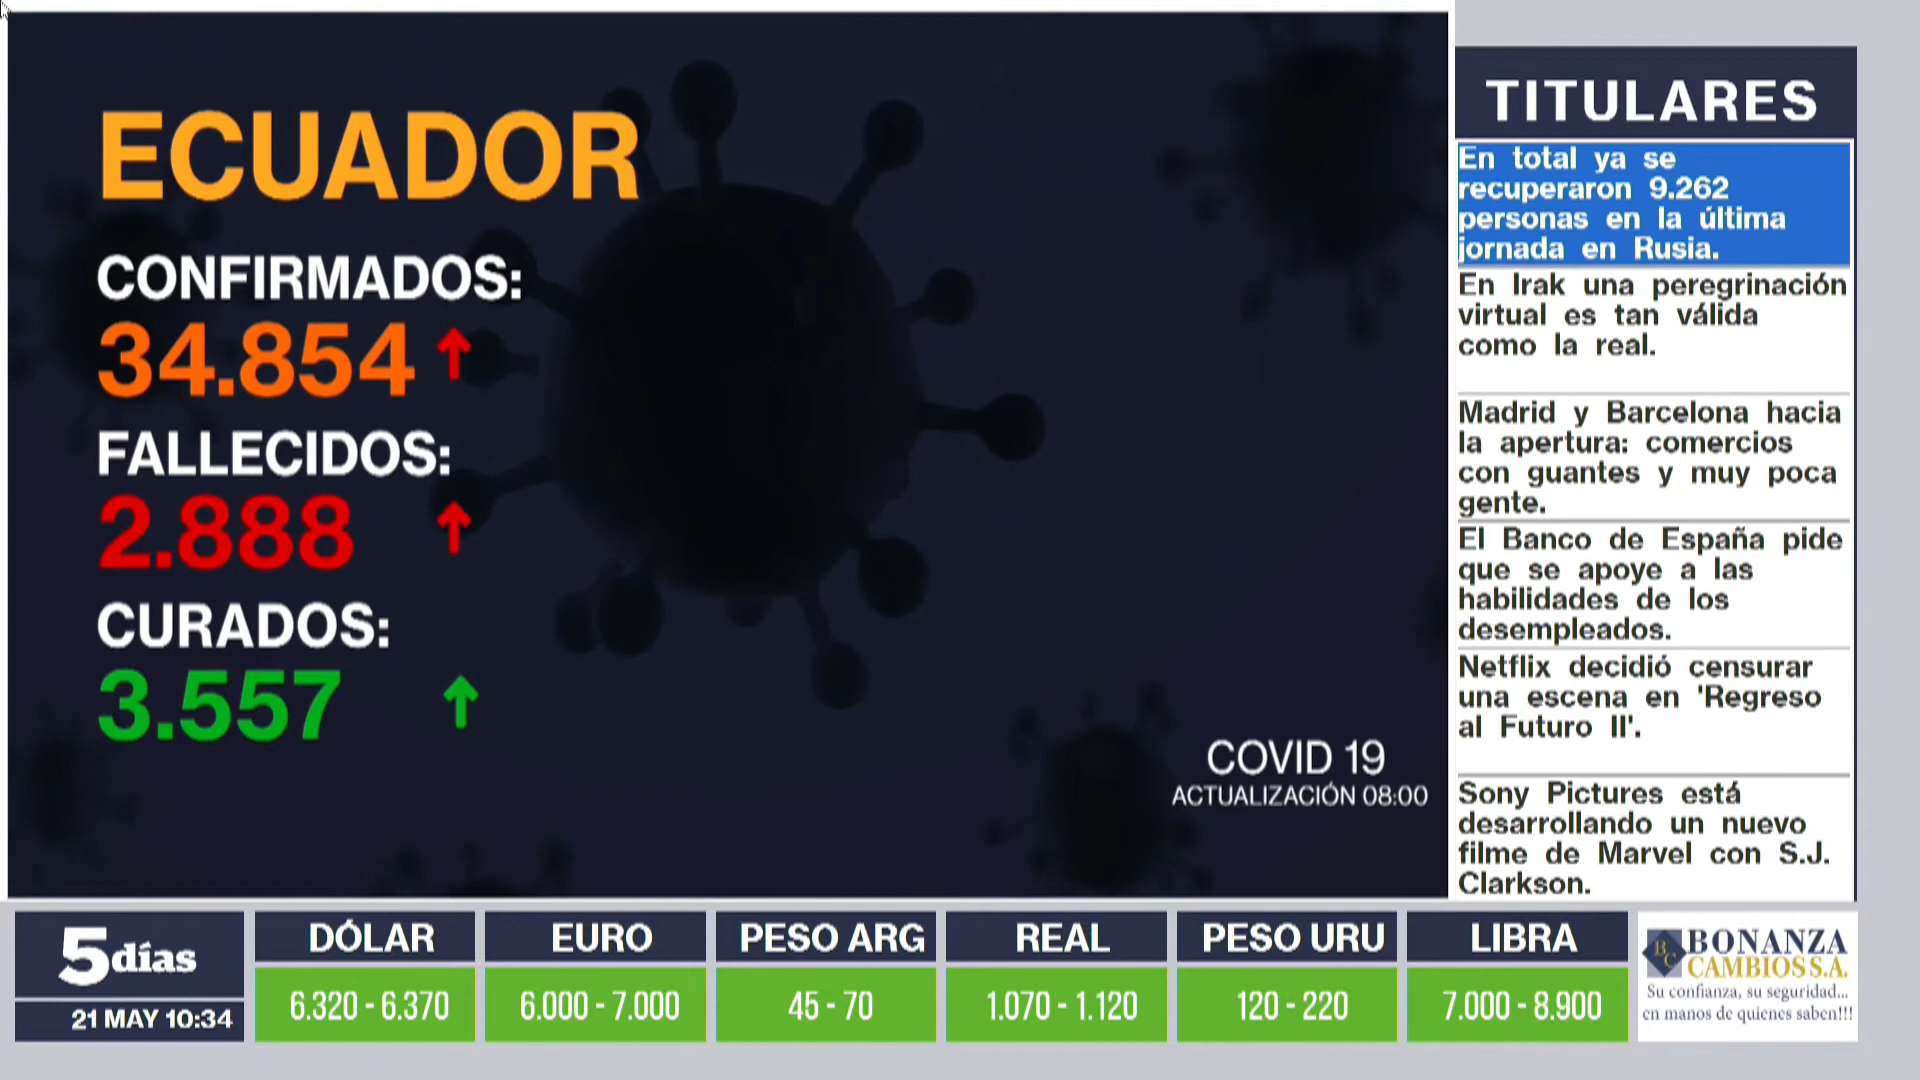 ECUADOR
CONFIRMADOS:
34.854
FALLECIDOS:
2.888
CURADOS:
3.557
COVID 19
ACTUALIZACIÓN 08:00
TITULARES
En total ya se
recuperaron 9.262
personas en la última
jornada en Rusia.
En Irak una peregrinación
virtual es tan válida
como la real.
Madrid y Barcelona hacia
la apertura: comercios
con guantes y muy poca
gente.
El Banco de España pide
que se apoye a las
habilidades de los
desempleados.
Netflix decidió censurar
una escena en 'Regreso
al Futuro II'.
Sony Pictures está
desarrollando un nuevo
filme de Marvel con S.J.
Clarkson.
5días
21 MAY 10:34
DÓLAR
6.320 - 6.370
EURO
6.000 - 7.000
PESO ARG
45 - 70
REAL
1.070 - 1.120
PESO URU
120 - 220
LIBRA
7.000 - 8.900
BC
BONANZA
CAMBIOS S.A.
Su confianza, su seguridad...
en manos de quienes saben!!!